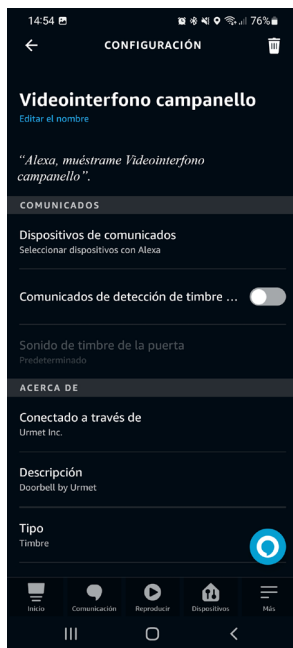 14:54 76%
CONFIGURACIÓN
Videointerfono campanello
Editar el nombre
“Alexa, muéstrame Videointerfono
campanello”.
COMUNICADOS
Dispositivos de comunicados
Seleccionar dispositivos con Alexa
Comunicados de detección de timbre ...
Sonido de timbre de la puerta
Predeterminado
ACERCA DE
Conectado a través de
Urmet Inc.
Descripción
Doorbell by Urmet
Tipo
Timbre
Inicio Comunicación Reproducir Dispositivos Más